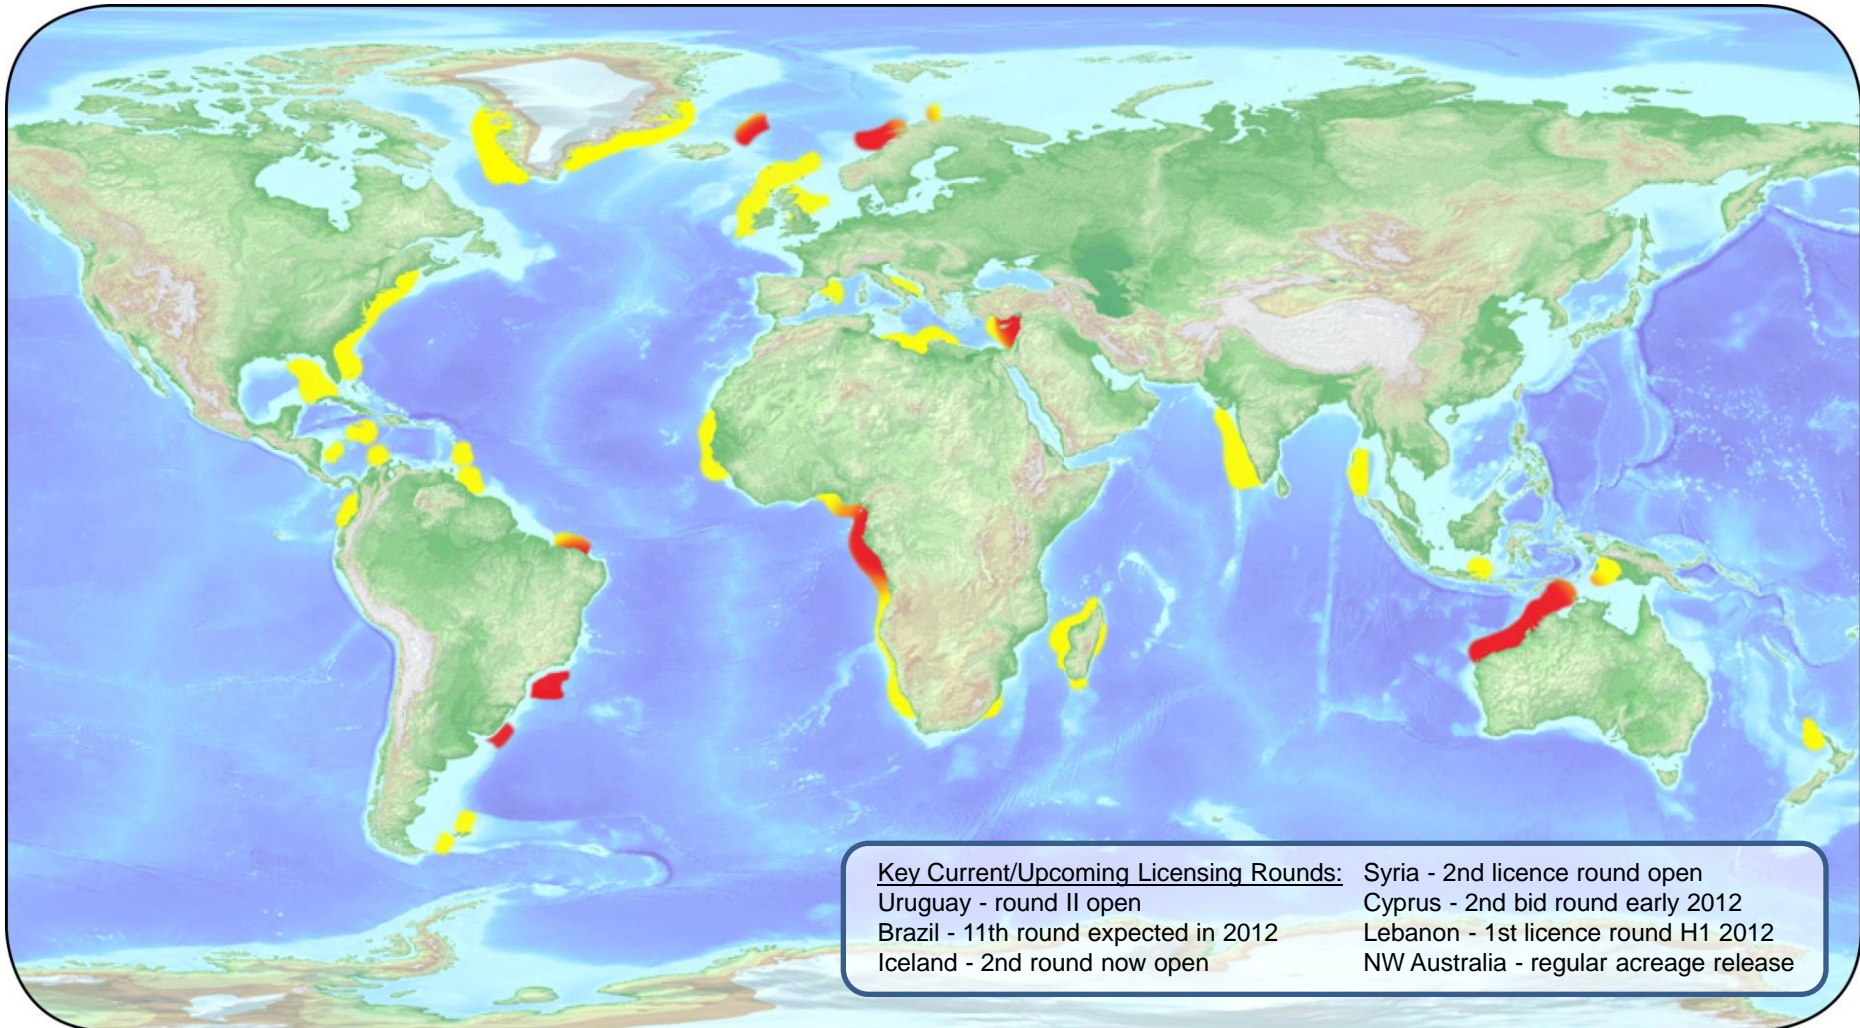 Key Current/Upcoming Licensing Rounds:
Uruguay - round II open
Brazil - 11th round expected in 2012
Iceland - 2nd round now open
Syria - 2nd licence round open
Cyprus - 2nd bid round early 2012
Lebanon - 1st licence round H1 2012
NW Australia - regular acreage release